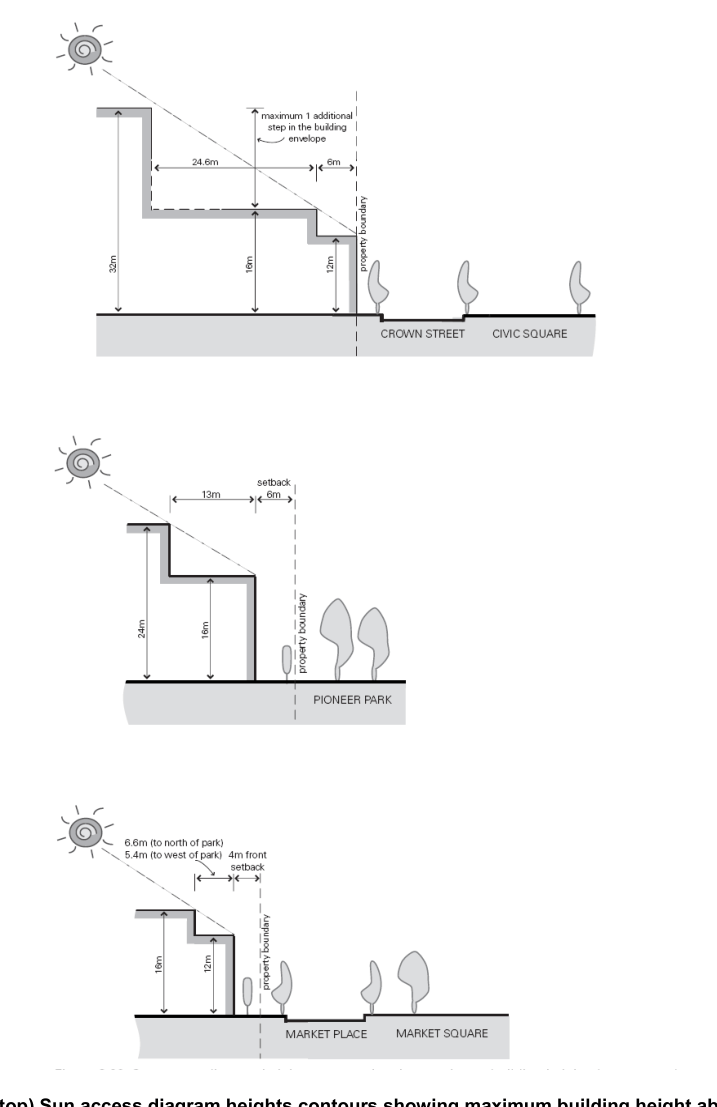 maximum 1 additional
step in the building
envelope
24.6m
6m
property boundary
32m
16m
12m
CROWN STREET
CIVIC SQUARE
setback
13m
6m
24m
16m
property boundary
PIONEER PARK
6.6m (to north of park)
5.4m (to west of park)
4m front
setback
property boundary
16m
12m
MARKET PLACE
MARKET SQUARE
top) Sun access diagram heights contours showing maximum building height ab